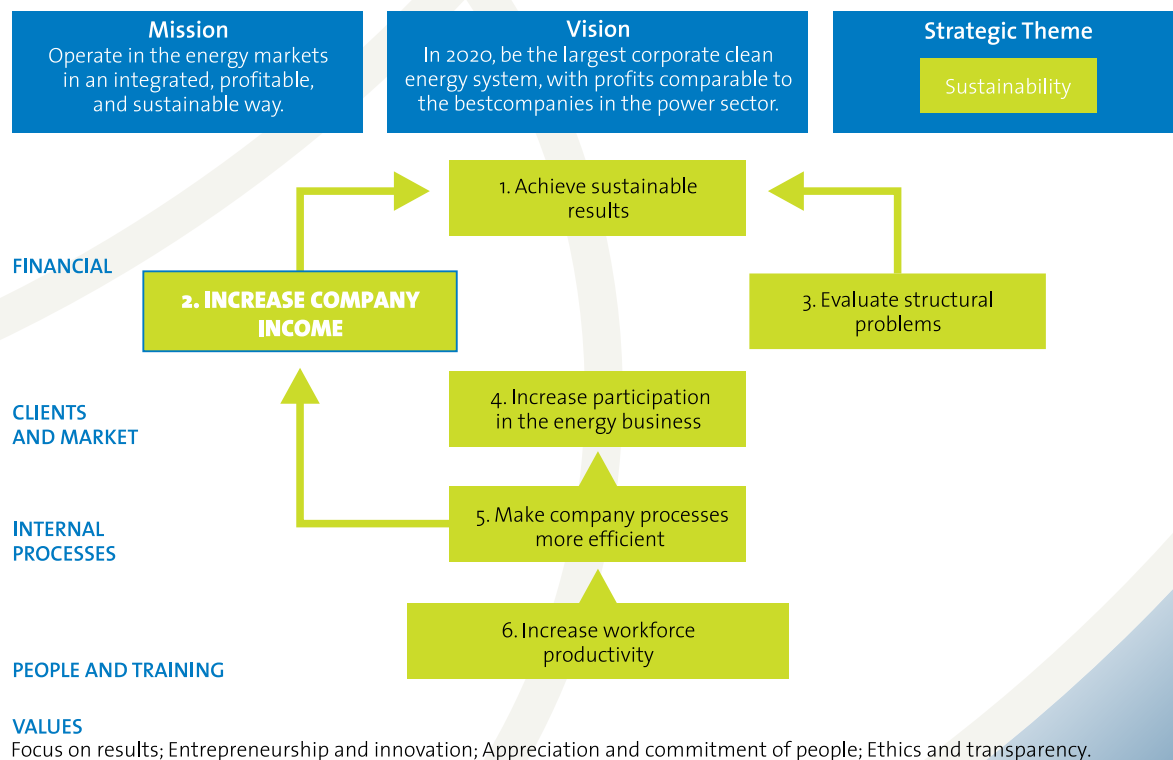 Mission
Operate in the energy markets
in an integrated, profitable,
and sustainable way.
Vision
In 2020, be the largest corporate clean
energy system, with profits comparable to
the bestcompanies in the power sector.
Strategic Theme
Sustainability
1. Achieve sustainable
results
FINANCIAL
2. INCREASE COMPANY
INCOME
3. Evaluate structural
problems
CLIENTS
AND MARKET
4. Increase participation
in the energy business
INTERNAL
PROCESSES
5. Make company processes
more efficient
6. Increase workforce
productivity
PEOPLE AND TRAINING
VALUES
Focus on results; Entrepreneurship and innovation; Appreciation and commitment of people; Ethics and transparency.